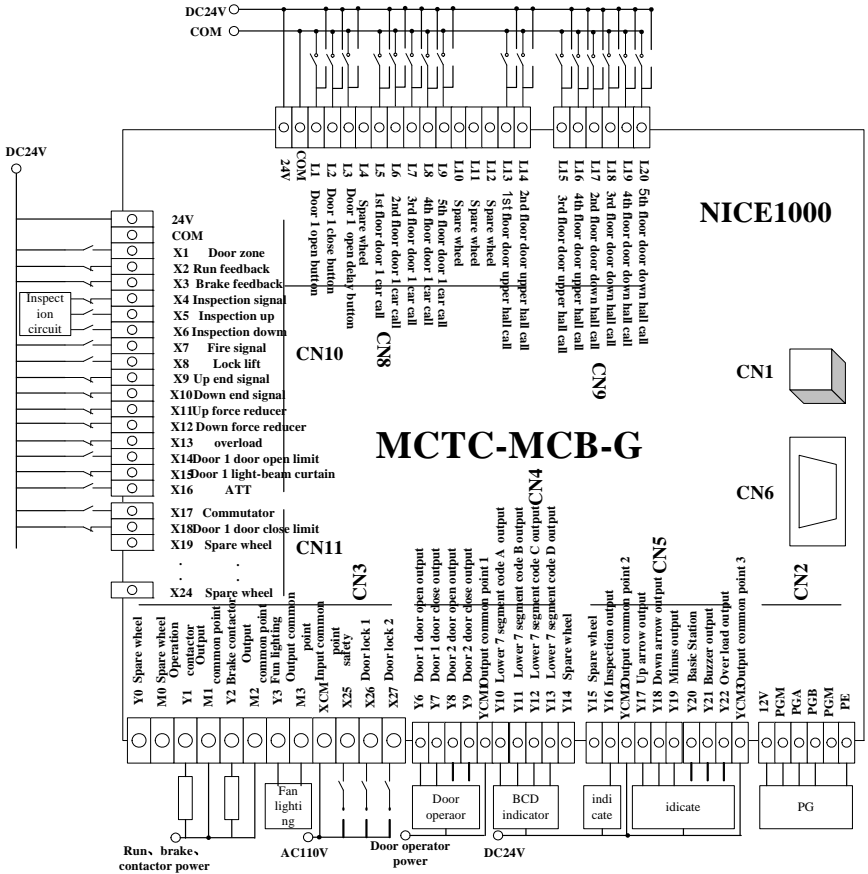 DC24V
COM
24V
COM
L1 Door 1 open button
L2 Door 1 close button
L3 Door 1 open delay button
L4 Spare wheel
L5 1st floor door 1 car call
L6 2nd floor door 1 car call
L7 3rd floor door 1 car call
L8 4th floor door 1 car call
L9 5th floor door 1 car call
L10 Spare wheel
L11 Spare wheel
L12 Spare wheel
L13 1st floor door upper hall call
L14 2nd floor door upper hall call
L15 3rd floor door upper hall call
L16 4th floor door upper hall call
L17 2nd floor door down hall call
L18 3rd floor door down hall call
L19 4th floor door down hall call
L20 5th floor door down hall call
CN8
CN9
NICE1000
DC24V
24V
COM
X1 Door zone
X2 Run feedback
X3 Brake feedback
X4 Inspection signal
X5 Inspection up
X6 Inspection dowm
X7 Fire signal
X8 Lock lift
X9 Up end signal
X10 Down end signal
X11 Up force reducer
X12 Down force reducer
X13 overload
X14 Door 1 door open limit
X15 Door 1 light-beam curtain
X16 ATT
Inspect
ion
circuit
CN10
X17 Commutator
X18 Door 1 door close limit
X19 Spare wheel
. .
. .
X24 Spare wheel
CN11
MCTC-MCB-G
CN1
CN6
CN3
CN4
CN5
CN2
Y0 Spare wheel
M0 Spare wheel
Y1 Operation contactor
M1 Output common point
Y2 Brake contactor
M2 Output common point
Y3 Fun lighting
M3 Output common point
XCM Input common point
X25 safety
X26 Door lock 1
X27 Door lock 2
Y6 Door 1 door open output
Y7 Door 1 door close output
Y8 Door 2 door open output
Y9 Door 2 door close output
YCM1 Output common point 1
Y10 Lower 7 segment code A output
Y11 Lower 7 segment code B output
Y12 Lower 7 segment code C output
Y13 Lower 7 segment code D output
Y14 Spare wheel
Y15 Spare wheel
Y16 Inspection output
YCM2 Output common point 2
Y17 Up arrow output
Y18 Down arrow output
Y19 Minus output
Y20 Basic Station
Y21 Buzzer output
Y22 Over load output
YCM3 Output common point 3
12V
PGM
PGA
PGB
PGM
PE
Fan
lighti
ng
Door
operaor
BCD
indicator
indi
cate
idicate
PG
Run、brake、
contactor power
AC110V
Door operator
power
DC24V